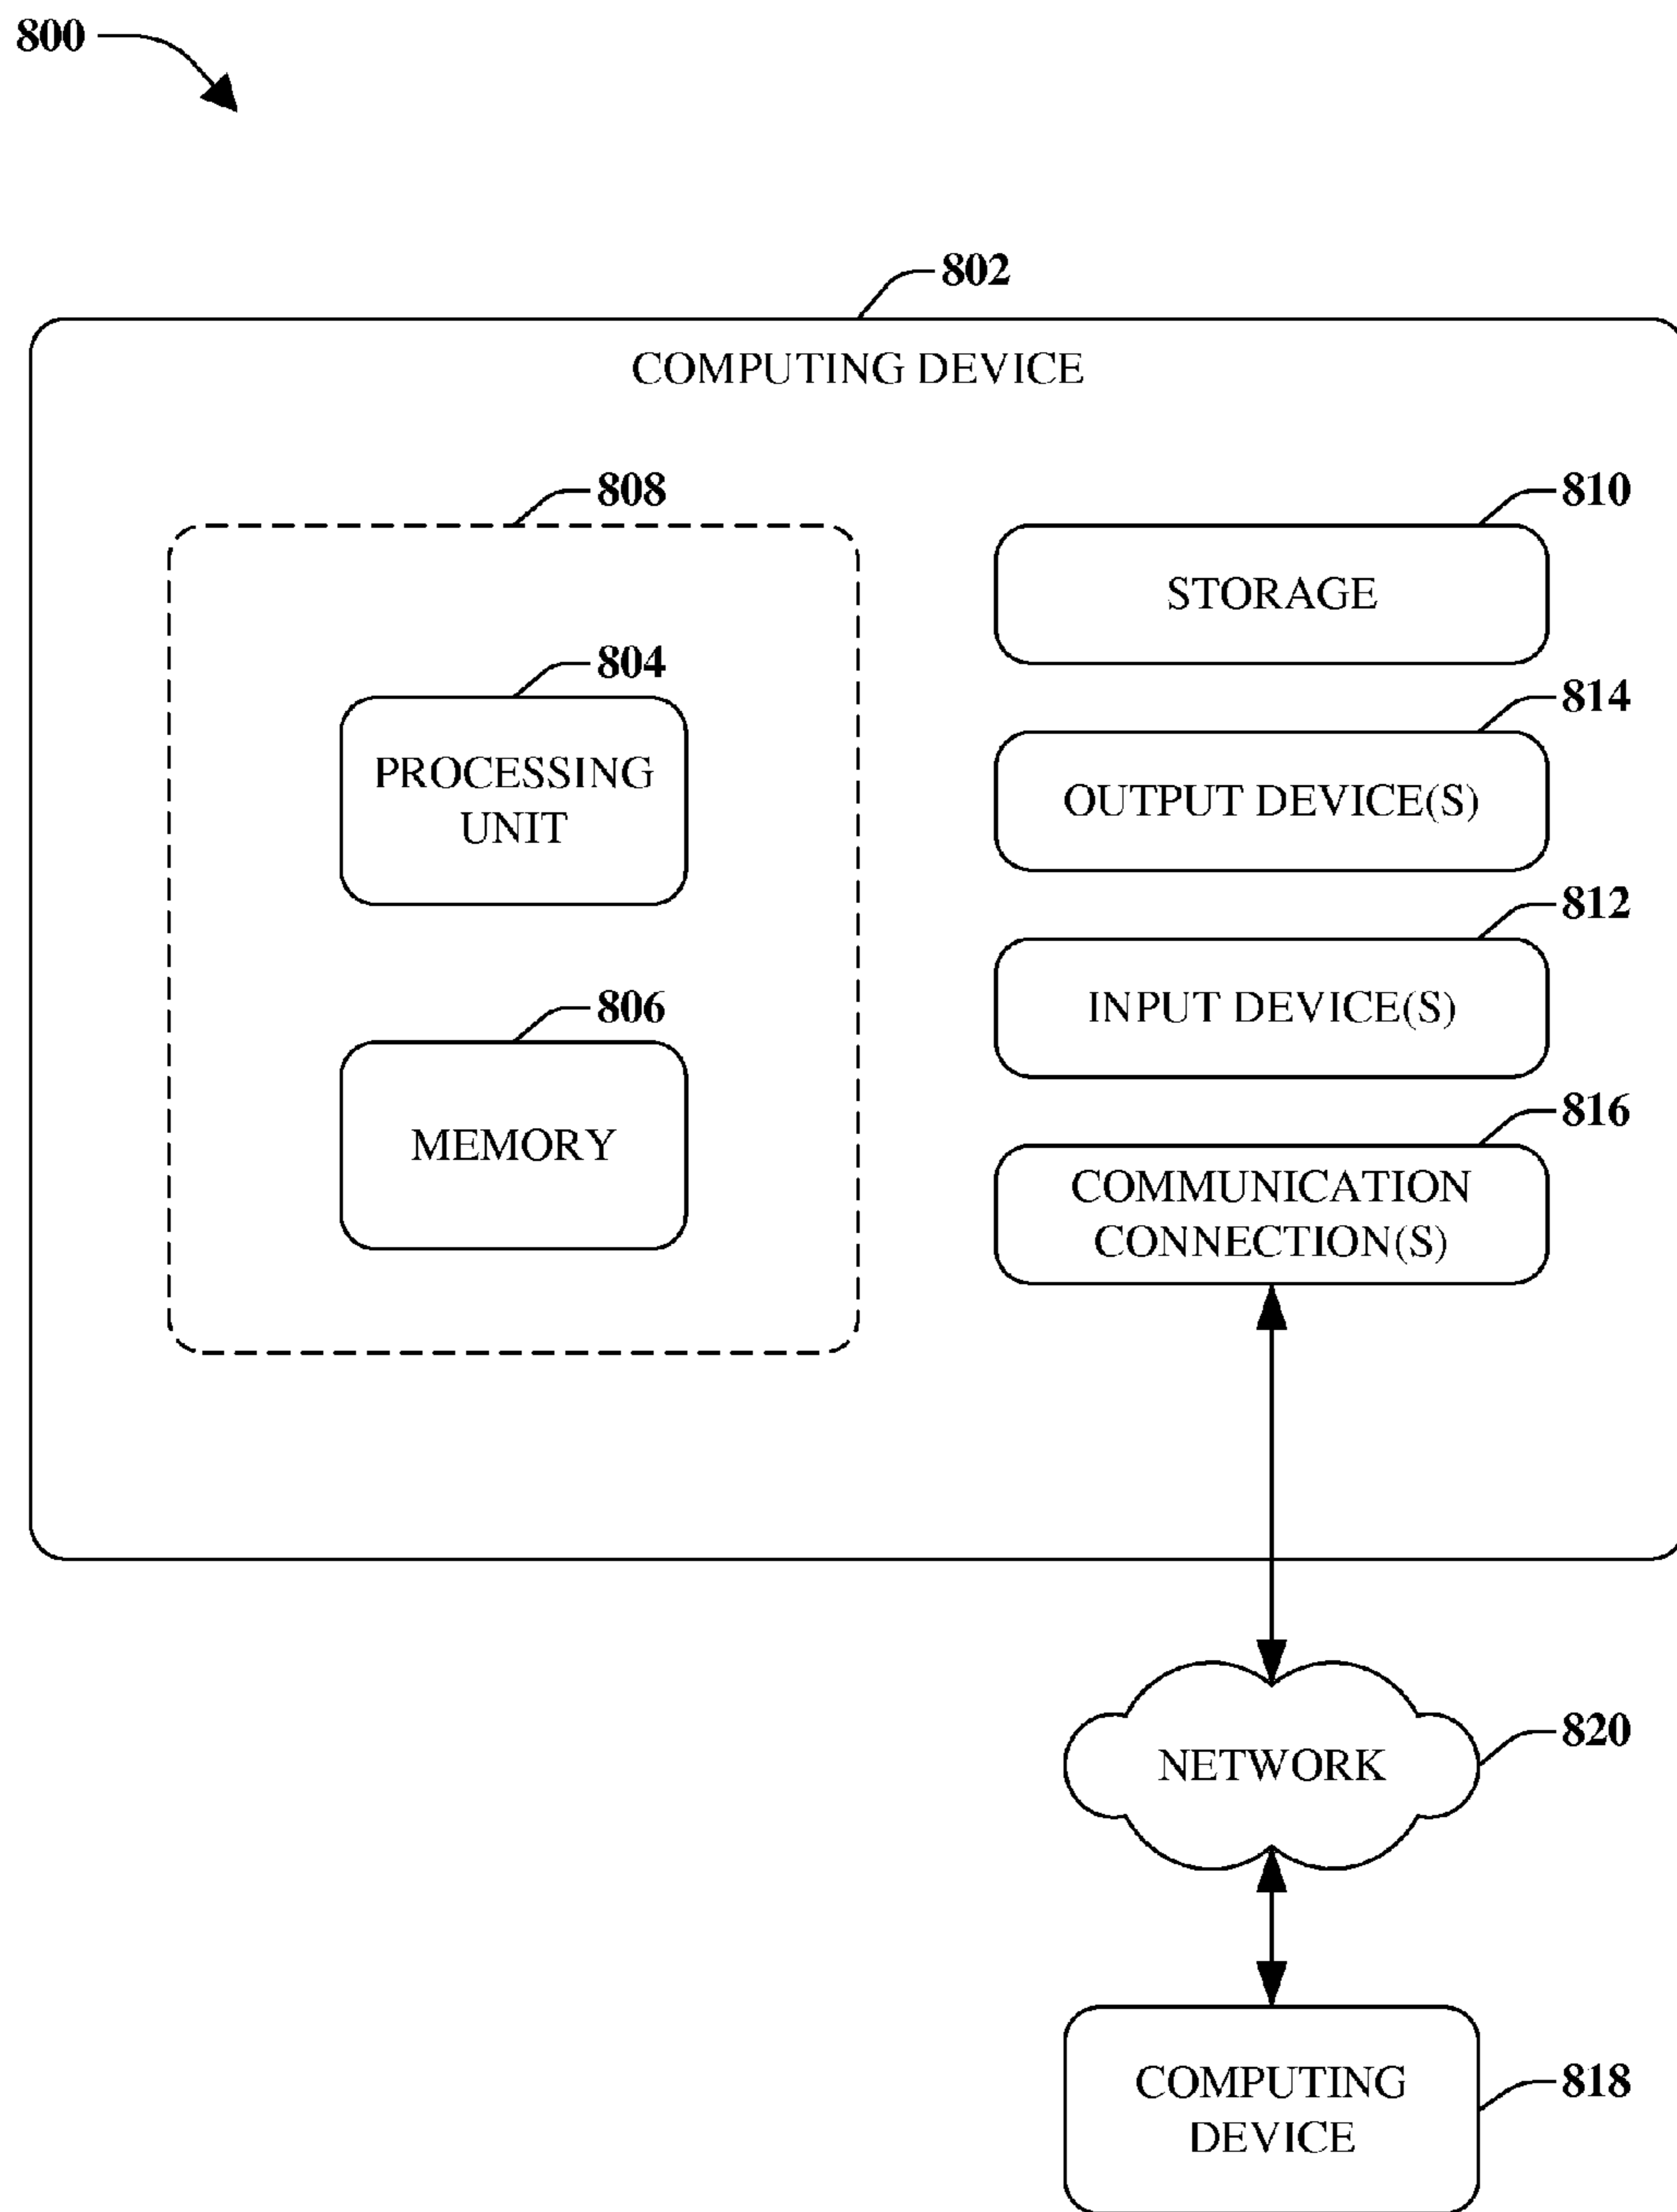 800
802
COMPUTING DEVICE
808
804
PROCESSING
UNIT
806
MEMORY
810
STORAGE
814
OUTPUT DEVICE(S)
812
INPUT DEVICE(S)
816
COMMUNICATION
CONNECTION(S)
820
NETWORK
818
COMPUTING
DEVICE